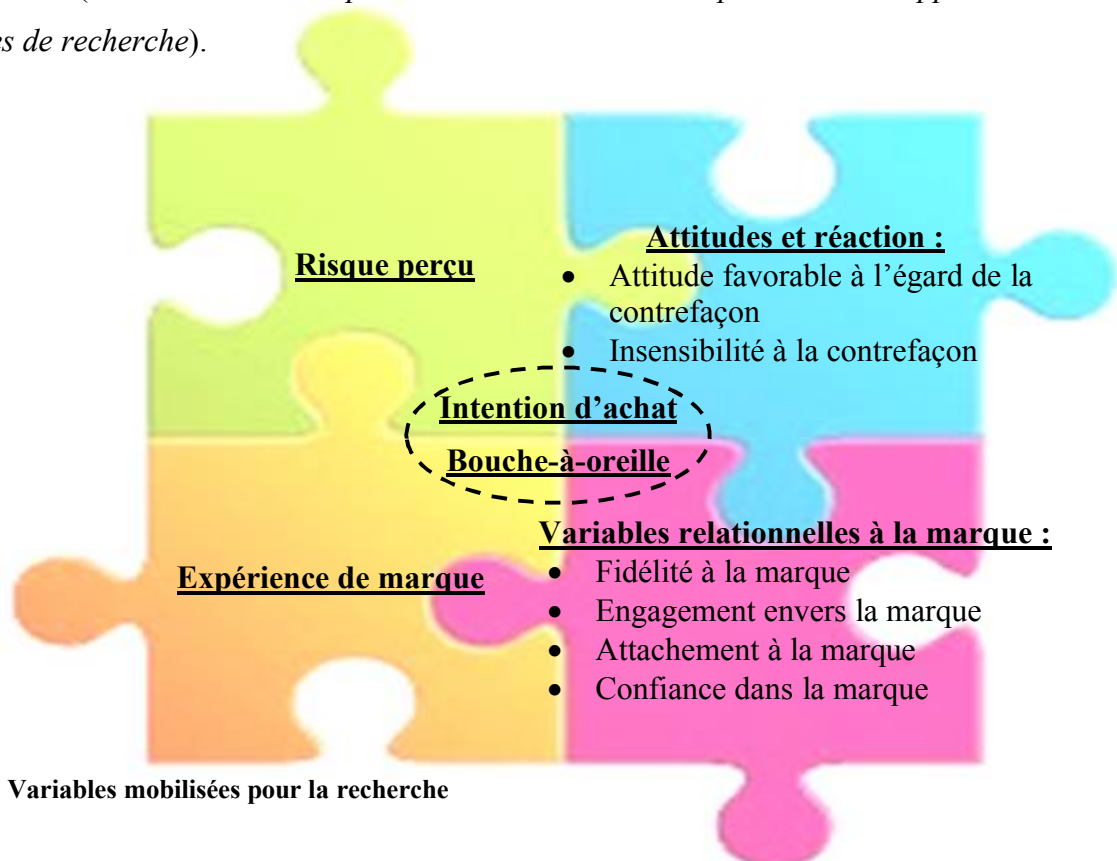 es de recherche).
Risque perçu
Attitudes et réaction :
• Attitude favorable à l’égard de la
contrefaçon
• Insensibilité à la contrefaçon
Intention d’achat
Bouche-à-oreille
Expérience de marque
Variables relationnelles à la marque :
• Fidélité à la marque
• Engagement envers la marque
• Attachement à la marque
• Confiance dans la marque
Variables mobilisées pour la recherche